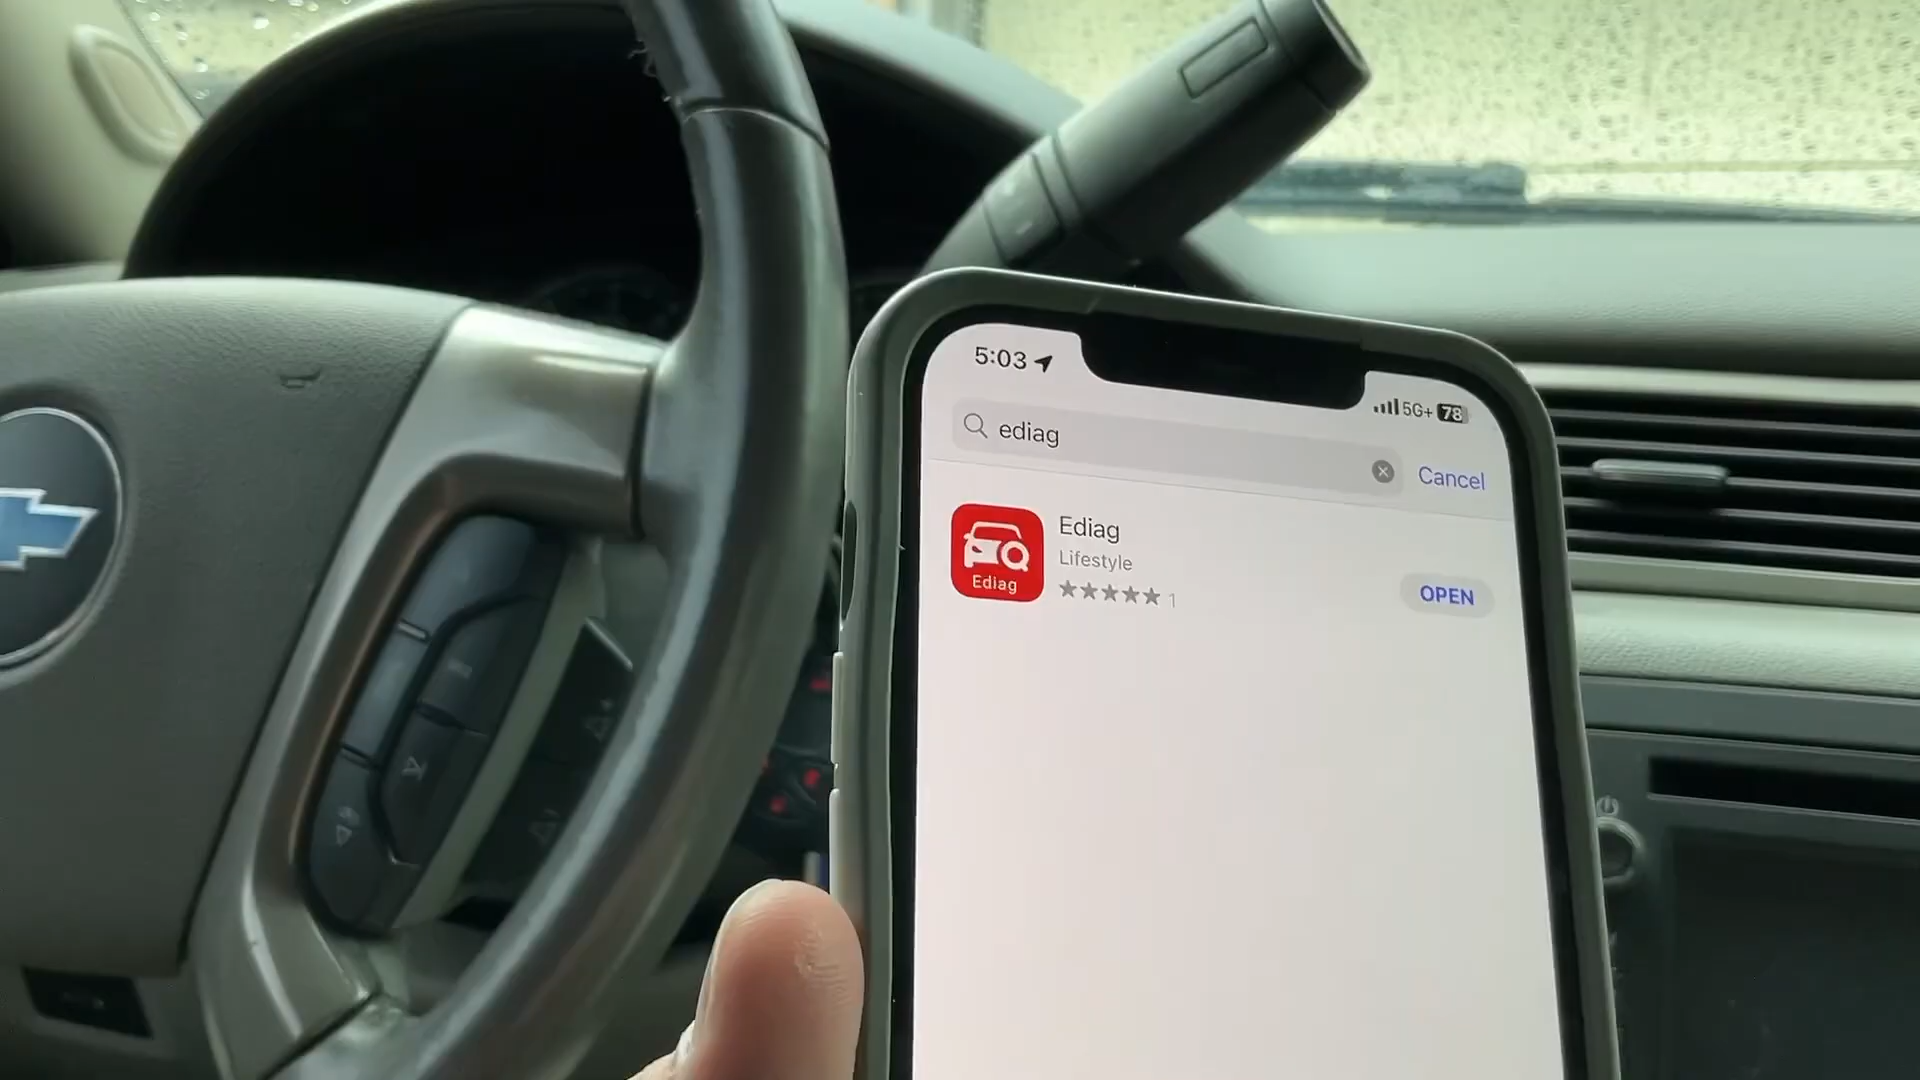 5:03
5G+ 78
ediag
Cancel
Ediag
Lifestyle
★★★★★ 1
OPEN
Ediag